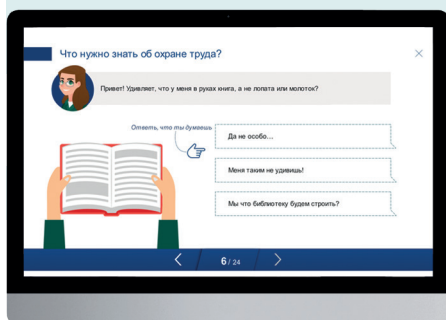 Что нужно знать об охране труда?
Привет! Удивляет, что у меня в руках книга, а не лопата или молоток?
Ответь, что ты думаешь
Да не особо...
Меня таким не удивишь!
Мы что библиотеку будем строить?
6 / 24